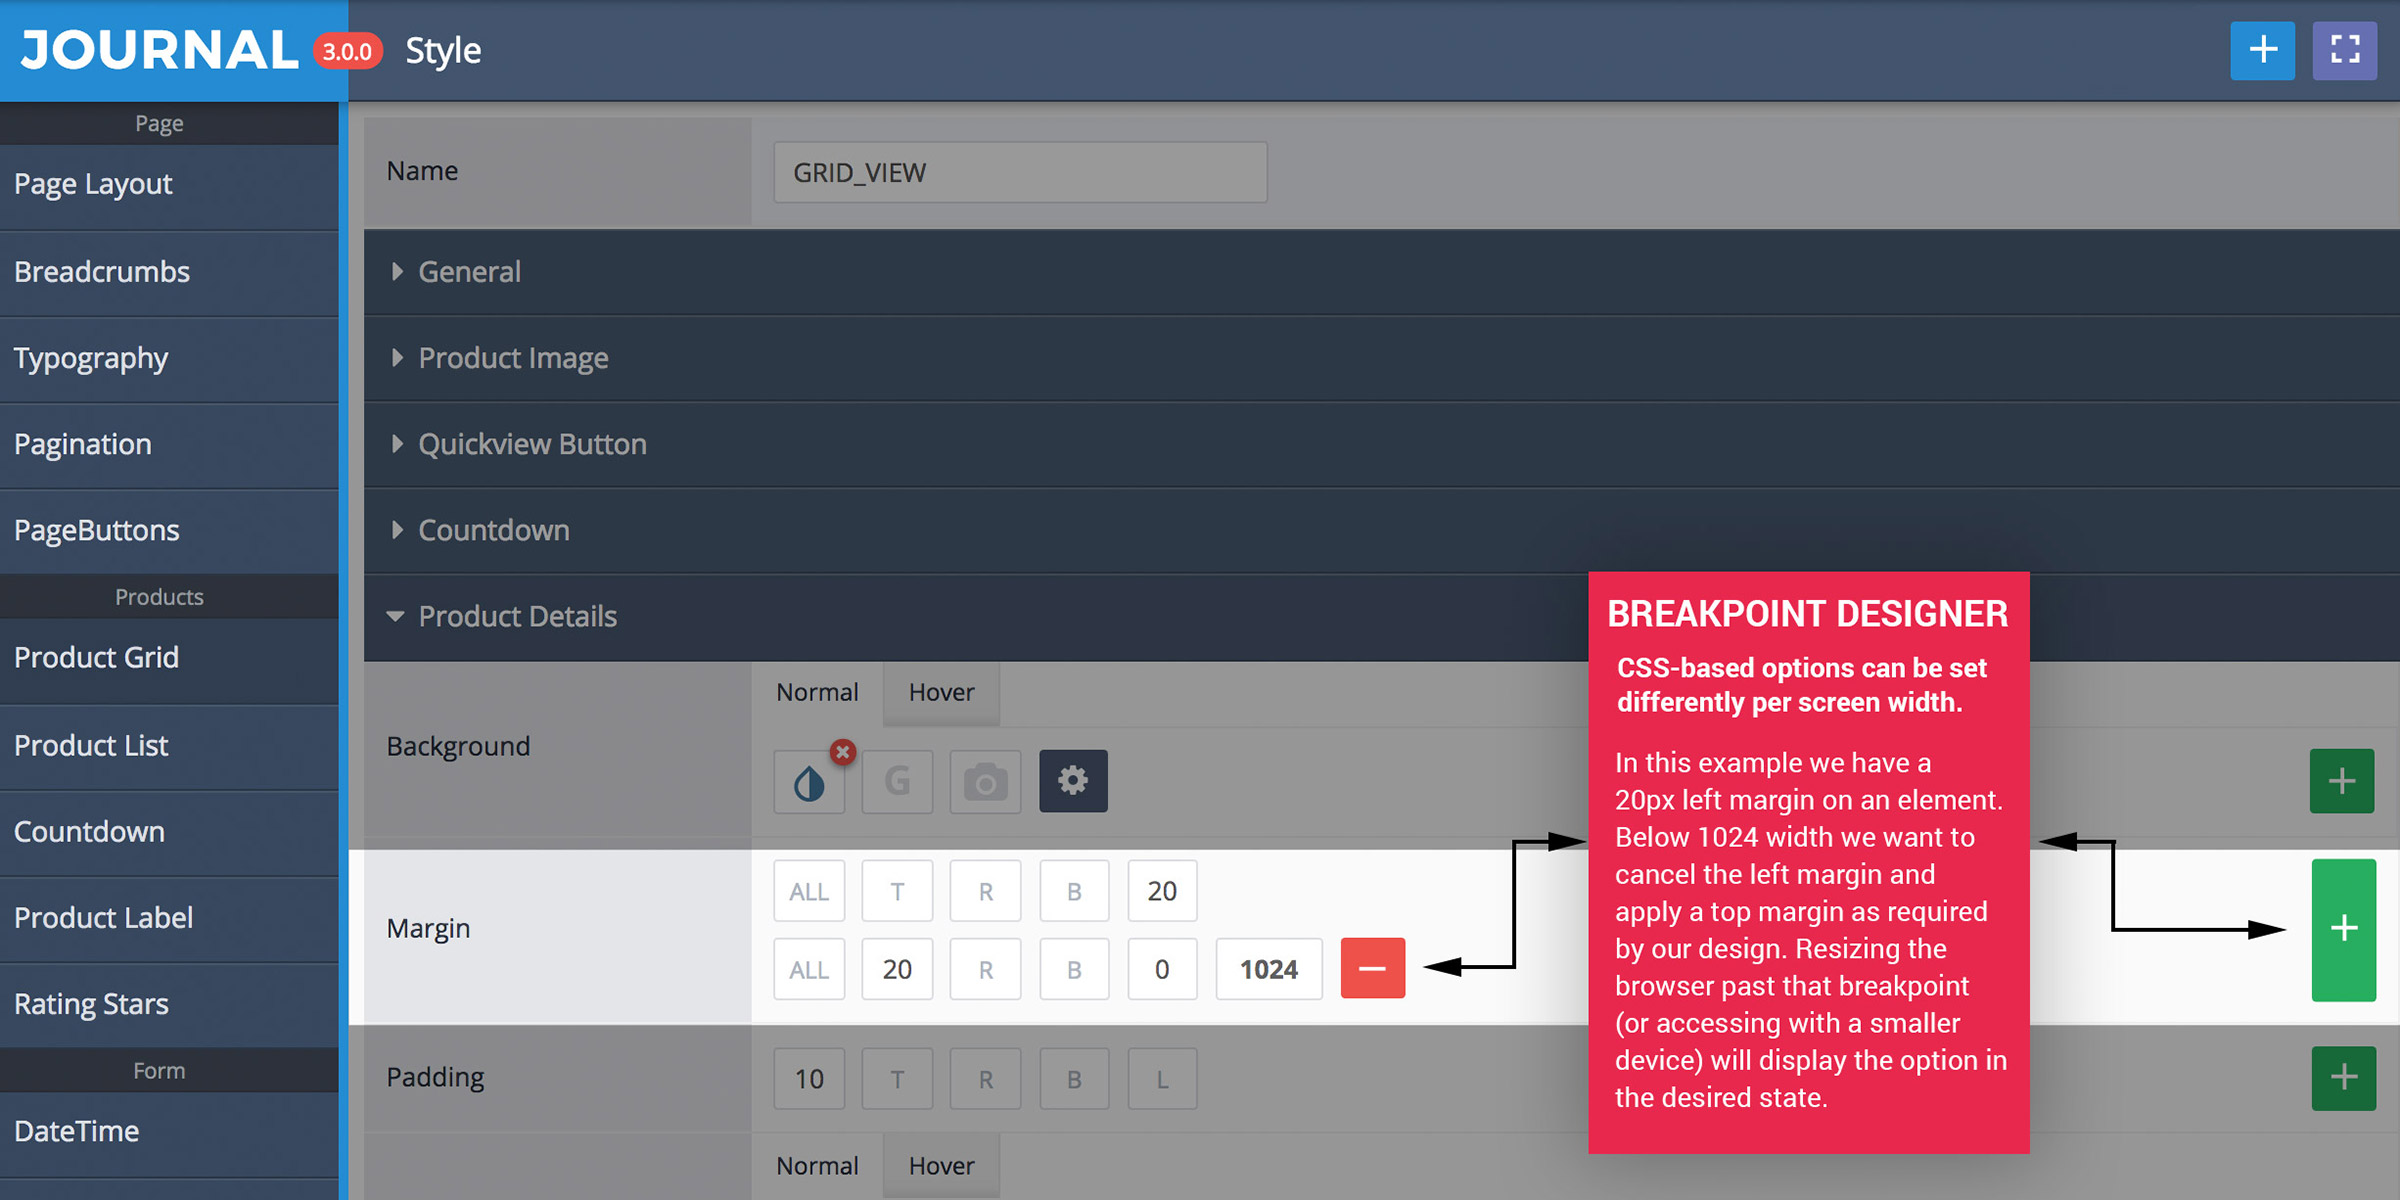 JOURNAL 3.0.0 Style
Page
Page Layout
Breadcrumbs
Typography
Pagination
PageButtons
Products
Product Grid
Product List
Countdown
Product Label
Rating Stars
Form
DateTime
Name GRID_VIEW
General
Product Image
Quickview Button
Countdown
Product Details
Background
Normal Hover
G
Margin
ALL T R B 20
ALL 20 R B 0 1024
Padding
10 T R B L
Normal Hover
BREAKPOINT DESIGNER
CSS-based options can be set
differently per screen width.
In this example we have a
20px left margin on an element.
Below 1024 width we want to
cancel the left margin and
apply a top margin as required
by our design. Resizing the
browser past that breakpoint
(or accessing with a smaller
device) will display the option in
the desired state.